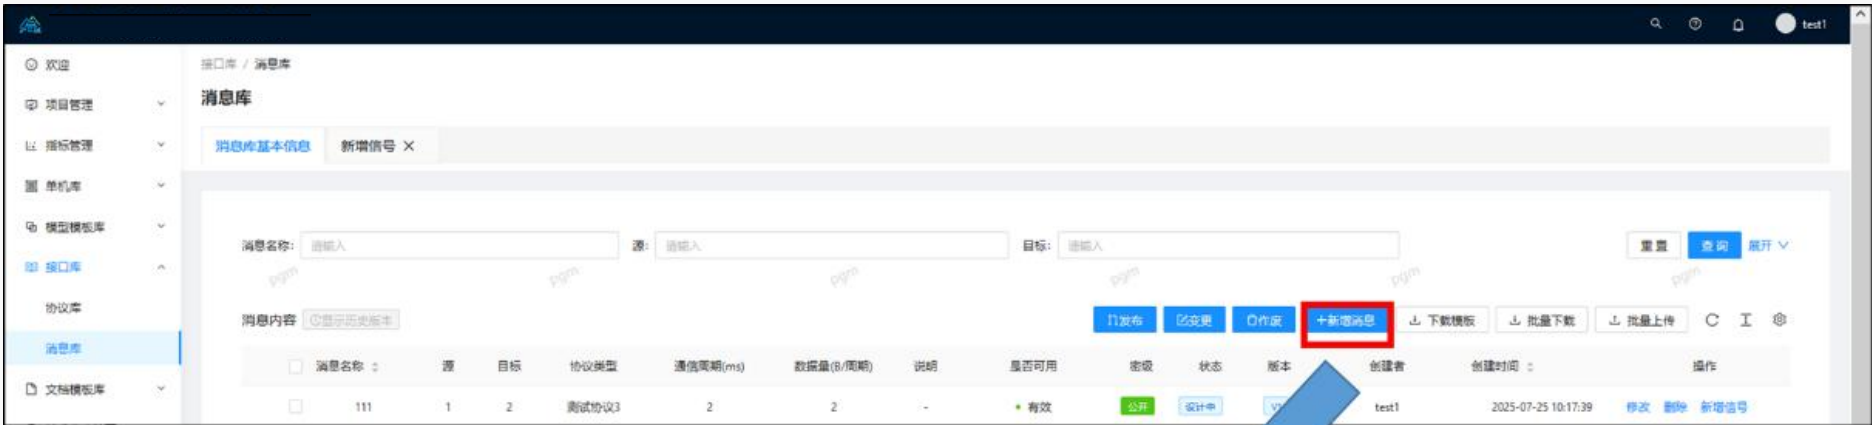 test1
欢迎
接口库 / 消息库
项目管理
消息库
指标管理
消息库基本信息 新增信号 ×
单机库
模型模板库
消息名称: 请输入 源: 请输入 目标: 请输入 重置 查询 展开
接口库
pgm pgm pgm pgm pgm pgm
协议库
消息内容 显示历史版本 发布 变更 作废 +新增消息 下载模板 批量下载 批量上传
消息库
消息名称 源 目标 协议类型 通信周期(ms) 数据量(B/周期) 说明 是否可用 密级 状态 版本 创建者 创建时间 操作
文档模板库
111 1 2 测试协议3 2 2 - 有效 公开 设计中 test1 2025-07-25 10:17:39 修改 删除 新增信号